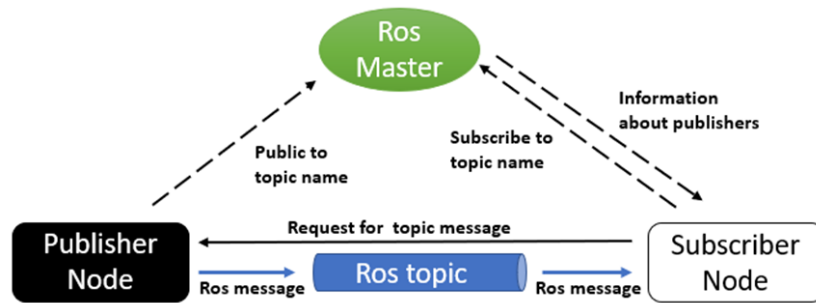 Ros
Master
Information
about publishers
Subscribe to
topic name
Public to
topic name
Request for topic message
Publisher
Node
Ros topic
Subscriber
Node
Ros message
Ros message